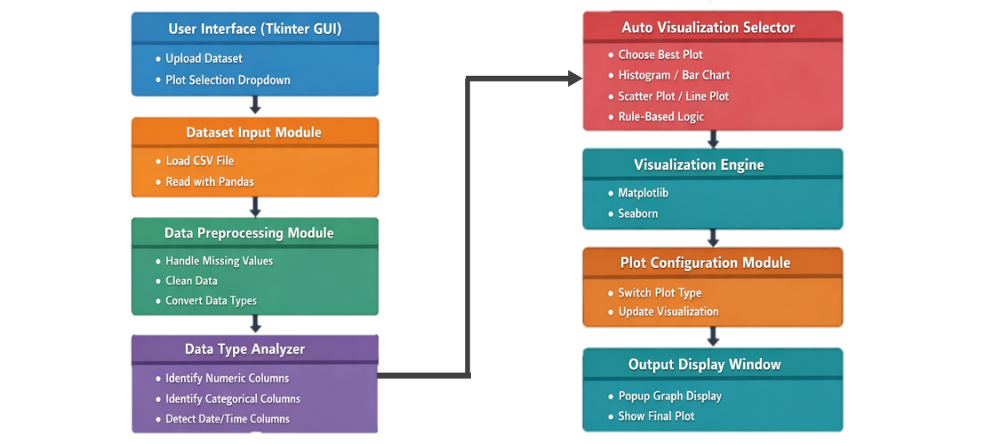 User Interface (Tkinter GUI)
• Upload Dataset
• Plot Selection Dropdown
Dataset Input Module
• Load CSV File
• Read with Pandas
Data Preprocessing Module
• Handle Missing Values
• Clean Data
• Convert Data Types
Data Type Analyzer
• Identify Numeric Columns
• Identify Categorical Columns
• Detect Date/Time Columns
Auto Visualization Selector
• Choose Best Plot
• Histogram / Bar Chart
• Scatter Plot / Line Plot
• Rule-Based Logic
Visualization Engine
• Matplotlib
• Seaborn
Plot Configuration Module
• Switch Plot Type
• Update Visualization
Output Display Window
• Popup Graph Display
• Show Final Plot